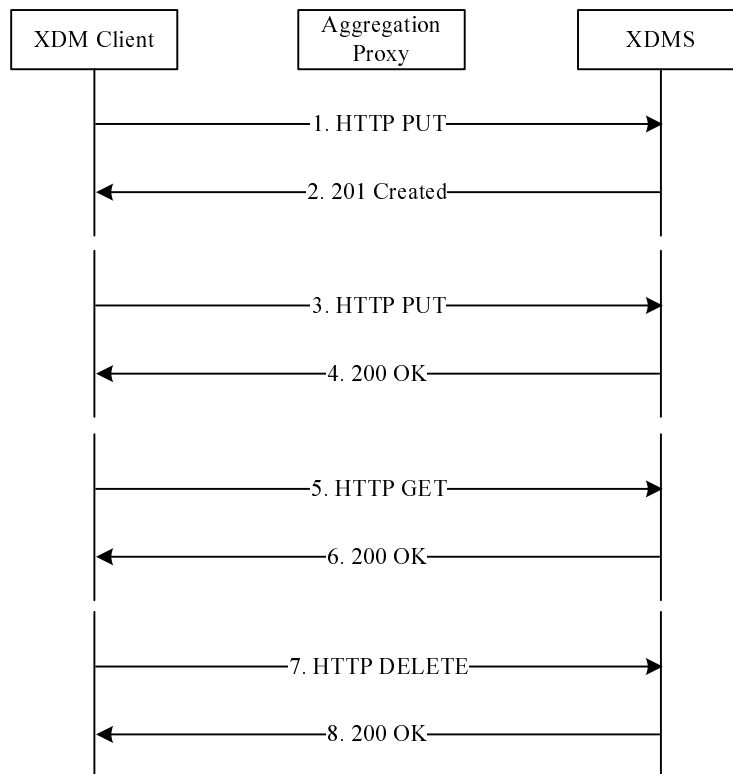 XDM Client
Aggregation
Proxy
XDMS
1. HTTP PUT
2. 201 Created
3. HTTP PUT
4. 200 OK
5. HTTP GET
6. 200 OK
7. HTTP DELETE
8. 200 OK